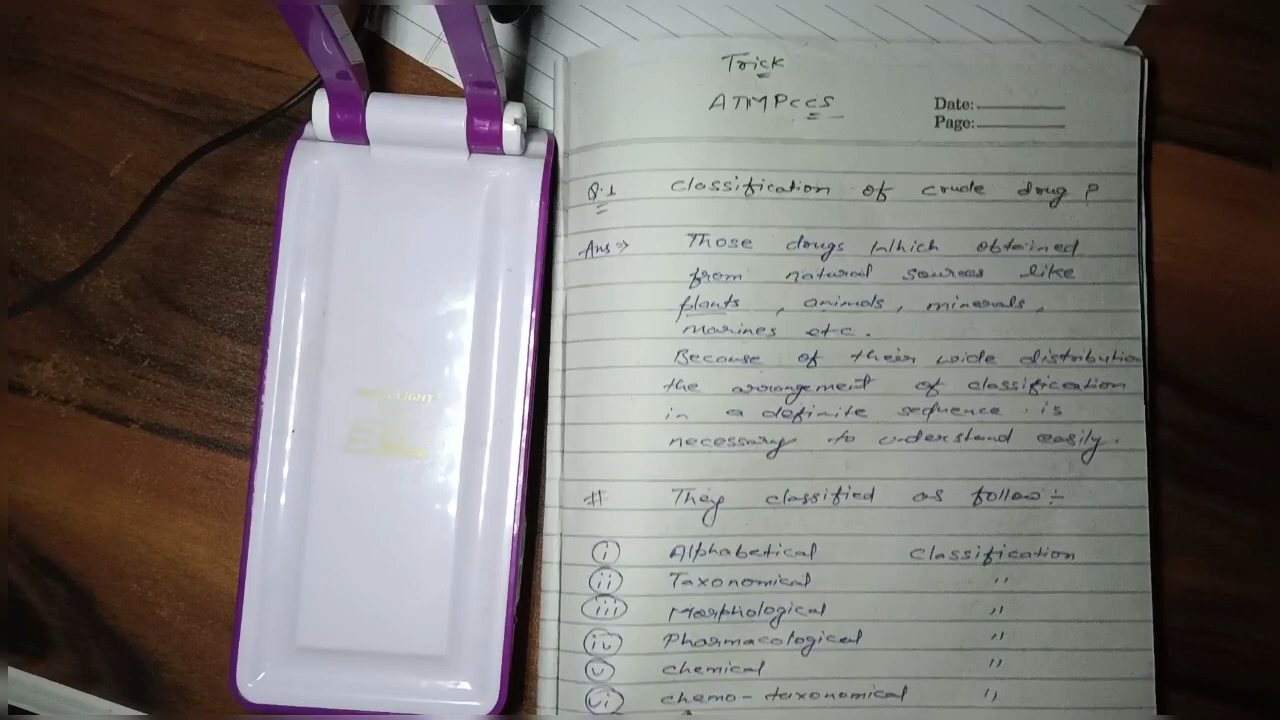 Trick
ATMPCCS
Date:
Page:
Q.1 Classification of crude drug ?
Ans ⇒ Those drugs which obtained
from natural sources like
plants , animals , minerals ,
marines etc .
Because of their wide distribution
the arrangement of classification
in a definite sequence . is
necessary to understand easily .
# They classified as follow :-
(i) Alphabetical Classification
(ii) Taxonomical "
(iii) Morphological "
(iv) Pharmacological "
(v) Chemical "
(vi) Chemo - taxonomical "
LIGHT